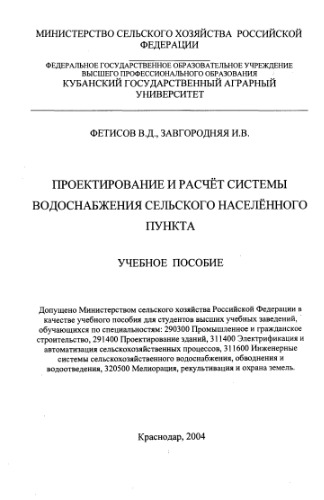 МИНИСТЕРСТВО СЕЛЬСКОГО ХОЗЯЙСТВА РОССИЙСКОЙ
ФЕДЕРАЦИИ
ФЕДЕРАЛЬНОЕ ГОСУДАРСТВЕННОЕ ОБРАЗОВАТЕЛЬНОЕ УЧРЕЖДЕНИЕ
ВЫСШЕГО ПРОФЕССИОНАЛЬНОГО ОБРАЗОВАНИЯ
КУБАНСКИЙ ГОСУДАРСТВЕННЫЙ АГРАРНЫЙ
УНИВЕРСИТЕТ
ФЕТИСОВ В.Д., ЗАВГОРОДНЯЯ И.В.
ПРОЕКТИРОВАНИЕ И РАСЧЁТ СИСТЕМЫ
ВОДОСНАБЖЕНИЯ СЕЛЬСКОГО НАСЕЛЁННОГО
ПУНКТА
УЧЕБНОЕ ПОСОБИЕ
Допущено Министерством сельского хозяйства Российской Федерации в
качестве учебного пособия для студентов высших учебных заведений,
обучающихся по специальностям: 290300 Промышленное и гражданское
строительство, 291400 Проектирование зданий, 311400 Электрификация и
автоматизация сельскохозяйственных процессов, 311600 Инженерные
системы сельскохозяйственного водоснабжения, обводнения и
водоотведения, 320500 Мелиорация, рекультивация и охрана земель.
Краснодар, 2004